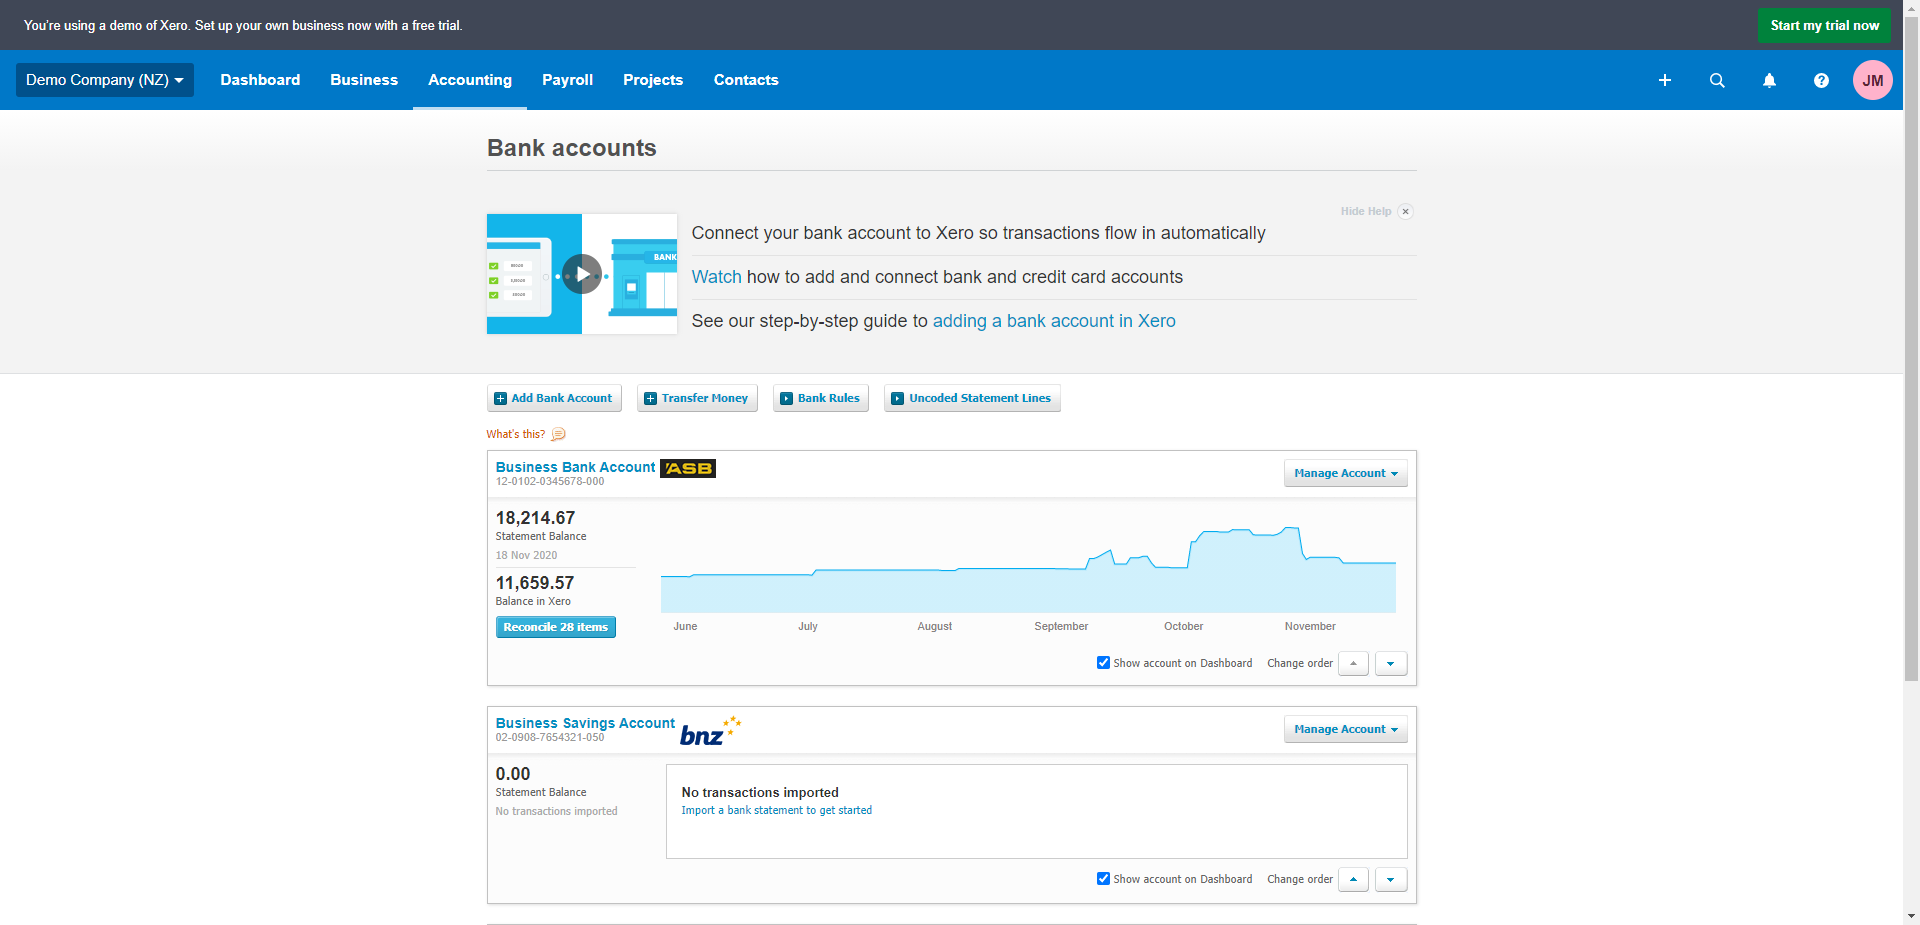 You're using a demo of Xero. Set up your own business now with a free trial.
Start my trial now
Demo Company (NZ)
Dashboard
Business
Accounting
Payroll
Projects
Contacts
JM
Bank accounts
Hide Help
BANK
Connect your bank account to Xero so transactions flow in automatically
Watch how to add and connect bank and credit card accounts
See our step-by-step guide to adding a bank account in Xero
Add Bank Account
Transfer Money
Bank Rules
Uncoded Statement Lines
What's this?
Business Bank Account
ASB
12-0102-0345678-000
Manage Account
18,214.67
Statement Balance
18 Nov 2020
11,659.57
Balance in Xero
Reconcile 28 items
June July August September October November
Show account on Dashboard
Change order
Business Savings Account
bnz
02-0908-7654321-050
Manage Account
0.00
Statement Balance
No transactions imported
No transactions imported
Import a bank statement to get started
Show account on Dashboard
Change order